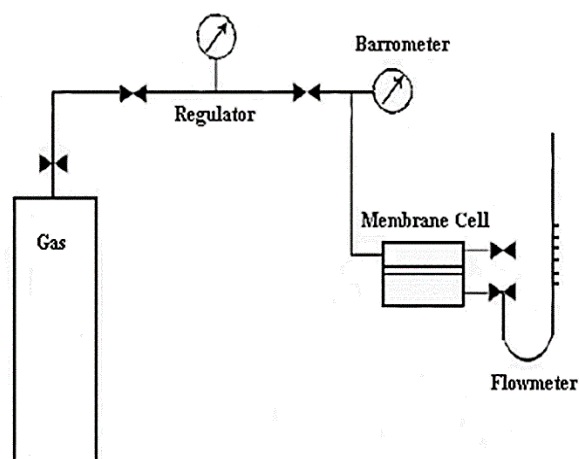 Barrometer
Regulator
Membrane Cell
Gas
Flowmeter